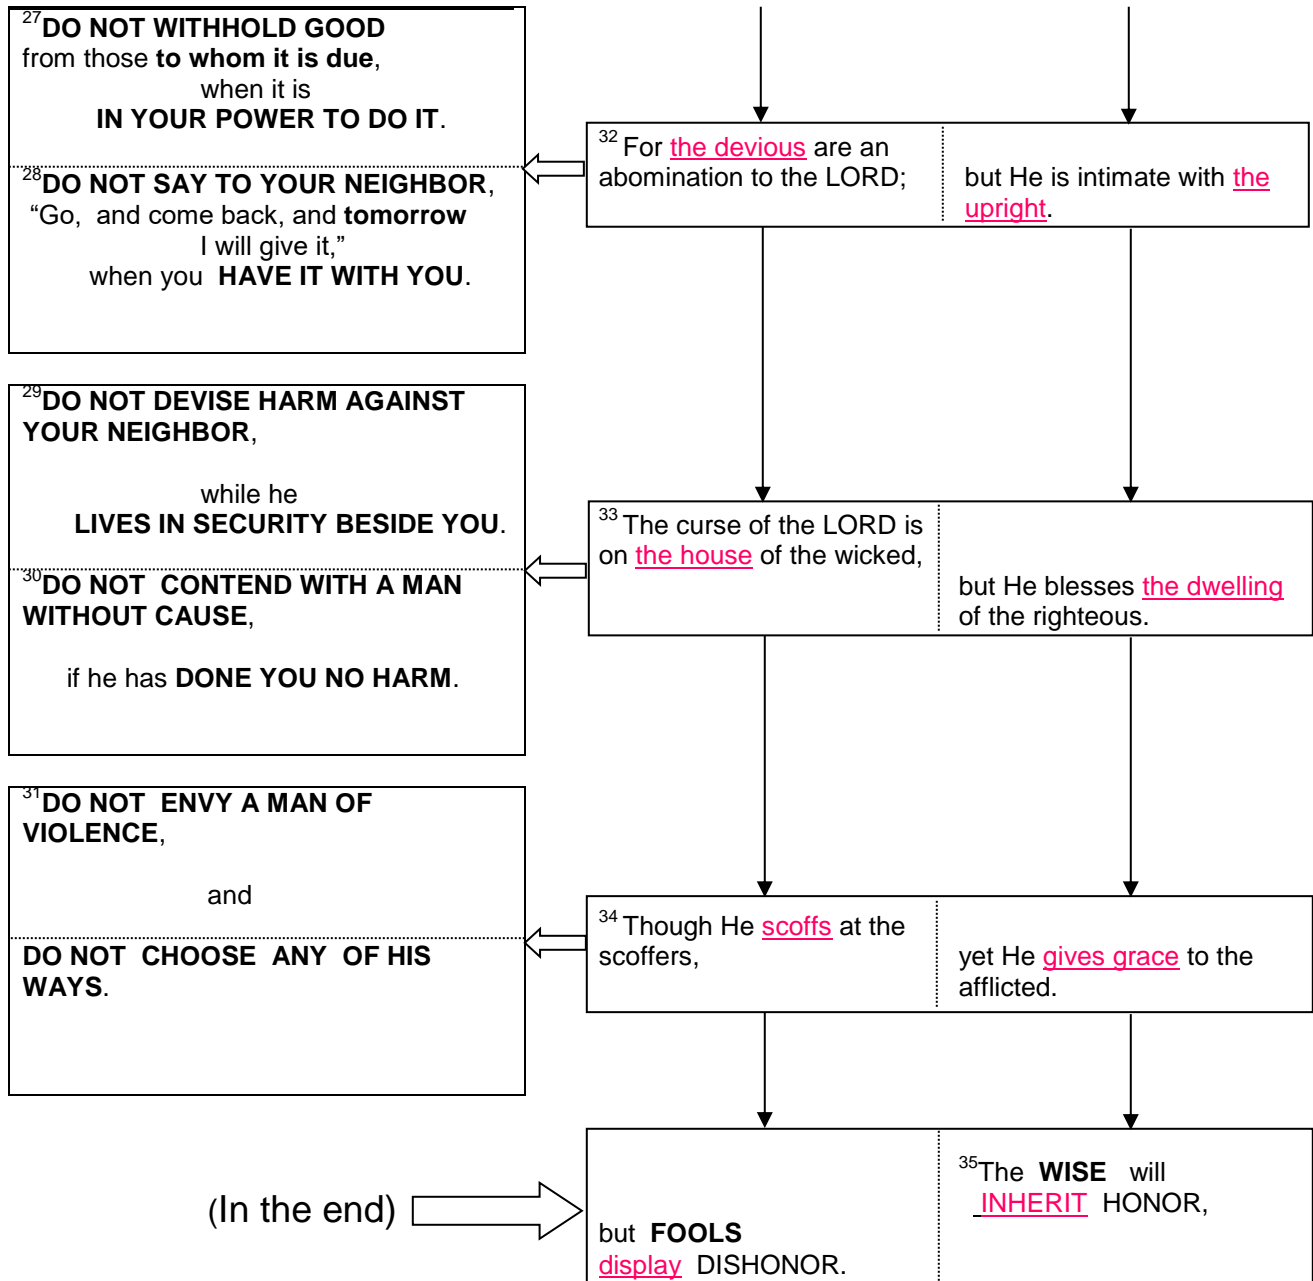 27DO NOT WITHHOLD GOOD
from those to whom it is due,
when it is
IN YOUR POWER TO DO IT.
28DO NOT SAY TO YOUR NEIGHBOR,
“Go, and come back, and tomorrow
I will give it,”
when you HAVE IT WITH YOU.
32 For the devious are an
abomination to the LORD;
but He is intimate with the
upright.
29DO NOT DEVISE HARM AGAINST
YOUR NEIGHBOR,
while he
LIVES IN SECURITY BESIDE YOU.
30DO NOT CONTEND WITH A MAN
WITHOUT CAUSE,
if he has DONE YOU NO HARM.
33 The curse of the LORD is
on the house of the wicked,
but He blesses the dwelling
of the righteous.
31DO NOT ENVY A MAN OF
VIOLENCE,
and
DO NOT CHOOSE ANY OF HIS
WAYS.
34 Though He scoffs at the
scoffers,
yet He gives grace to the
afflicted.
(In the end)
but FOOLS
display DISHONOR.
35The WISE will
INHERIT HONOR,